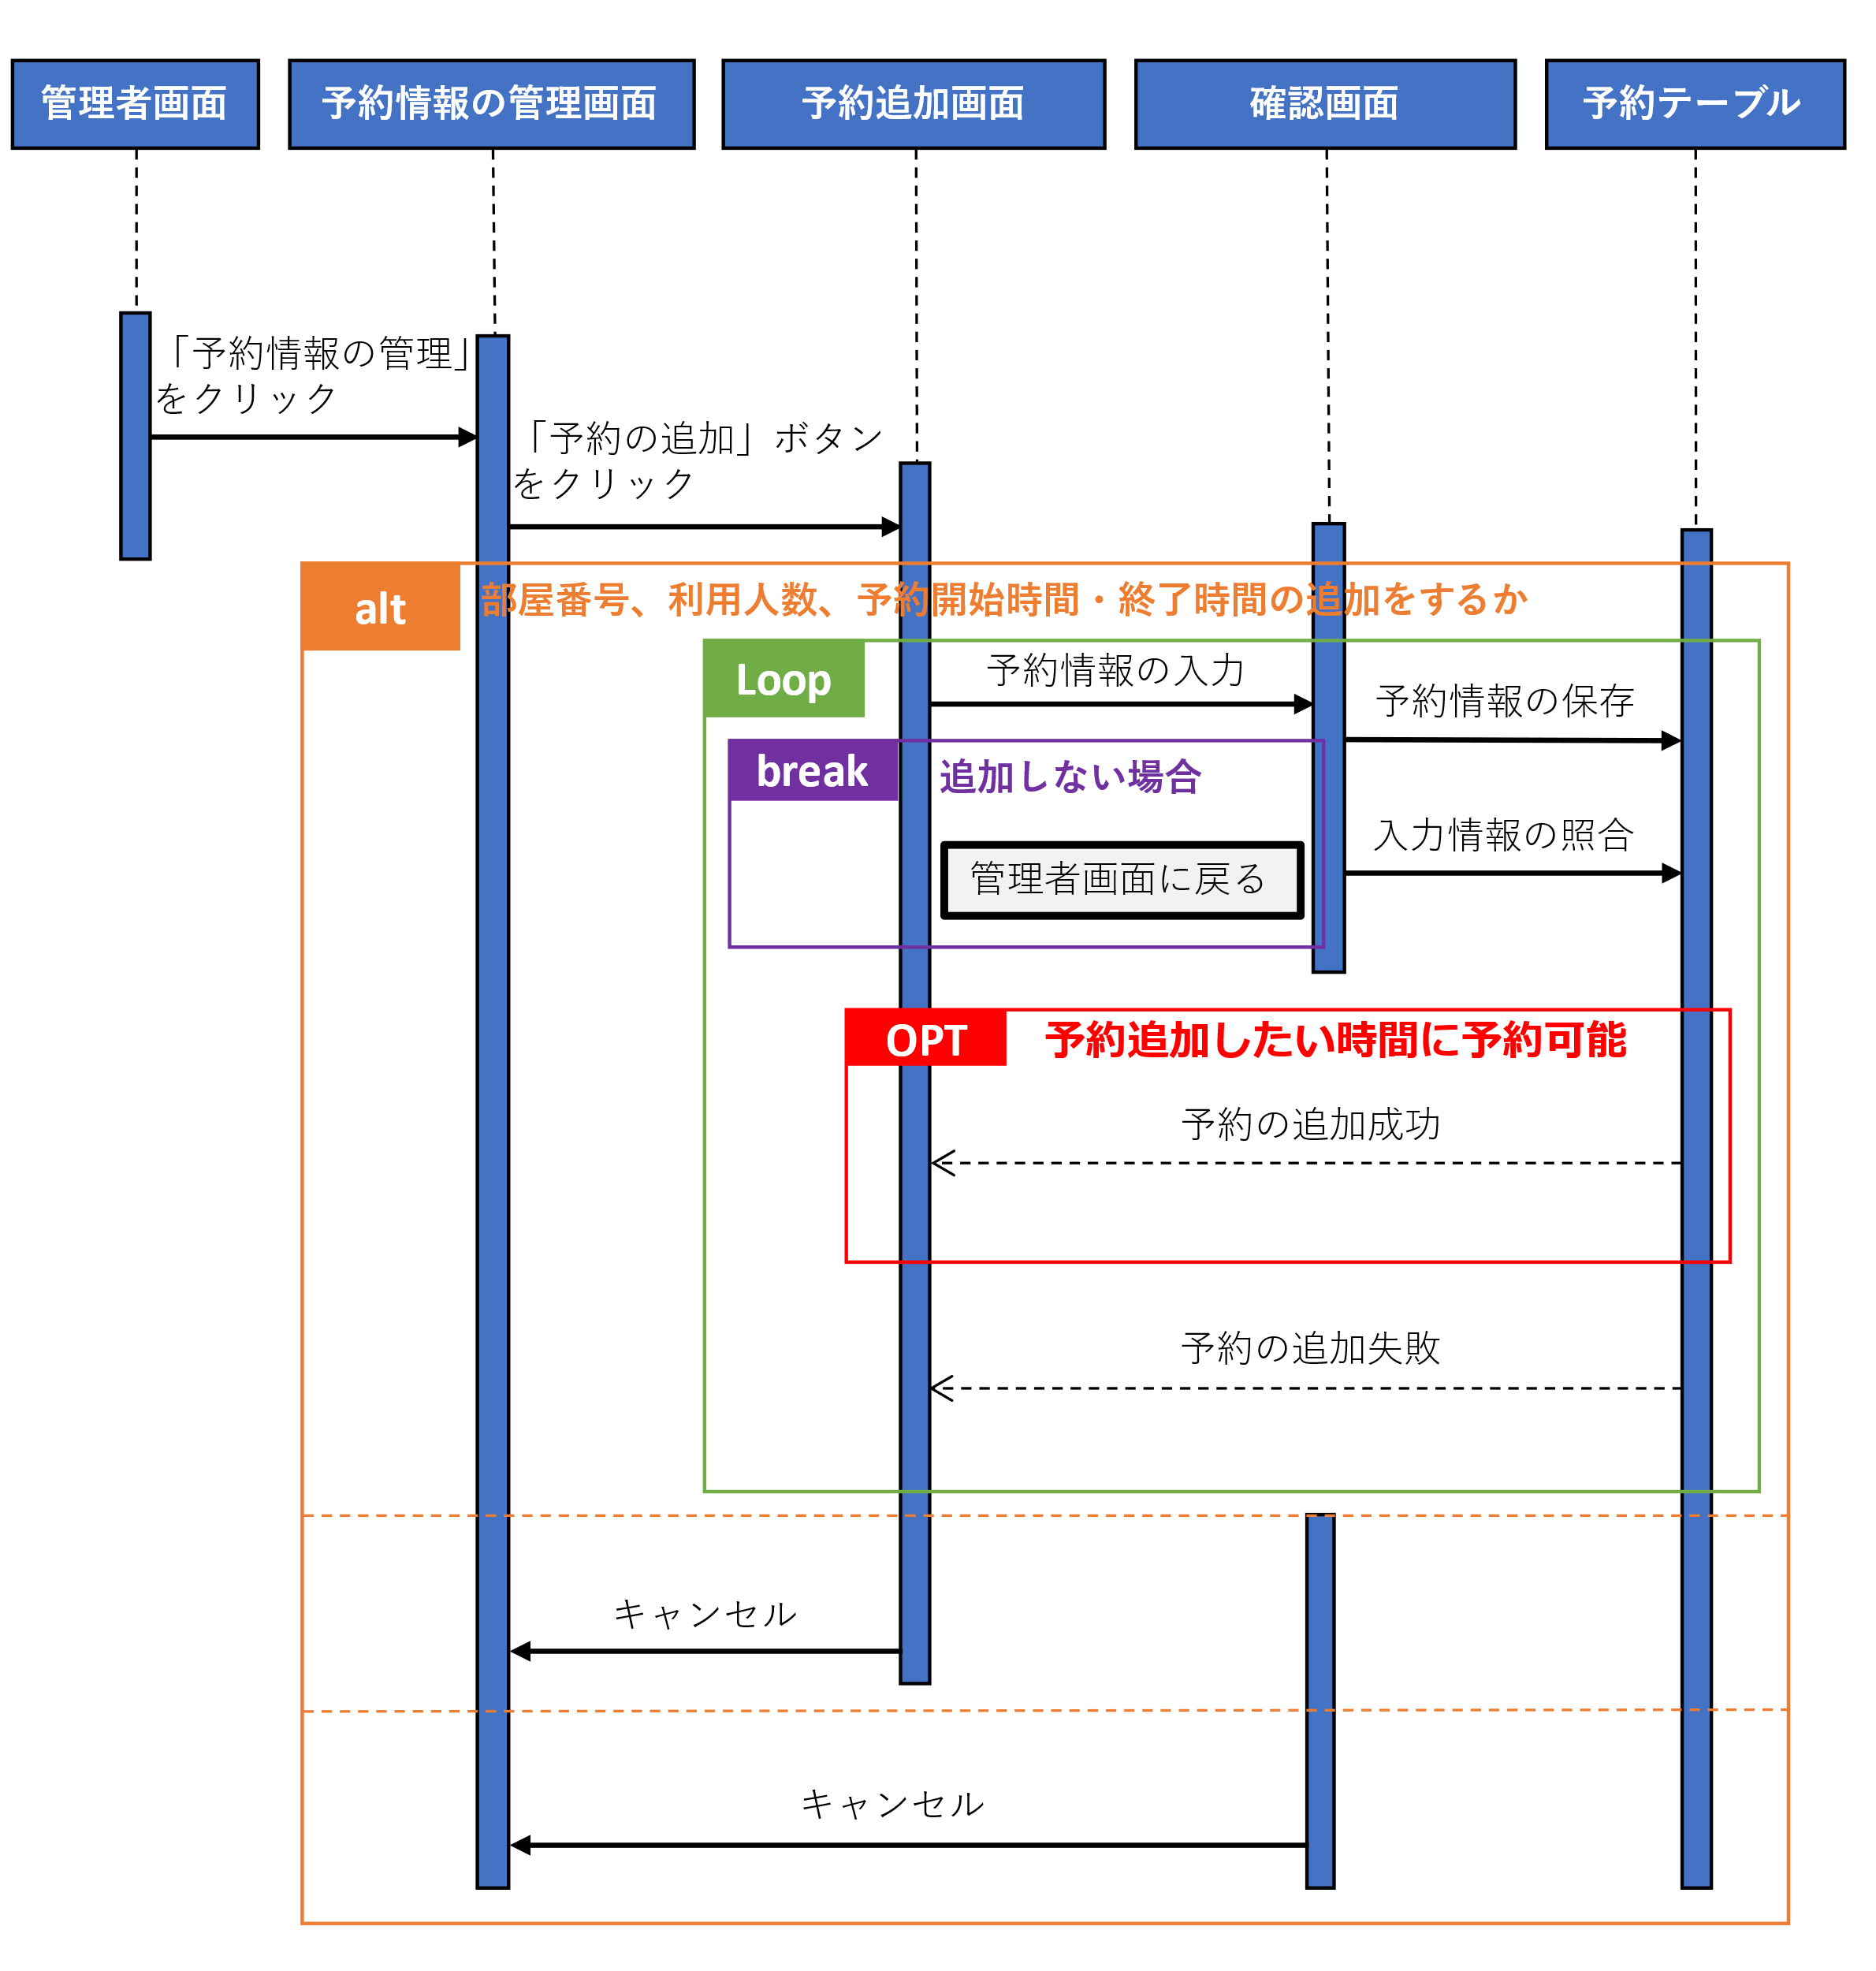 管理者画面
予約情報の管理画面
予約追加画面
確認画面
予約テーブル
「予約情報の管理」
をクリック
「予約の追加」ボタン
をクリック
alt
部屋番号、利用人数、予約開始時間・終了時間の追加をするか
Loop
予約情報の入力
予約情報の保存
break
追加しない場合
入力情報の照合
管理者画面に戻る
OPT
予約追加したい時間に予約可能
予約の追加成功
予約の追加失敗
キャンセル
キャンセル